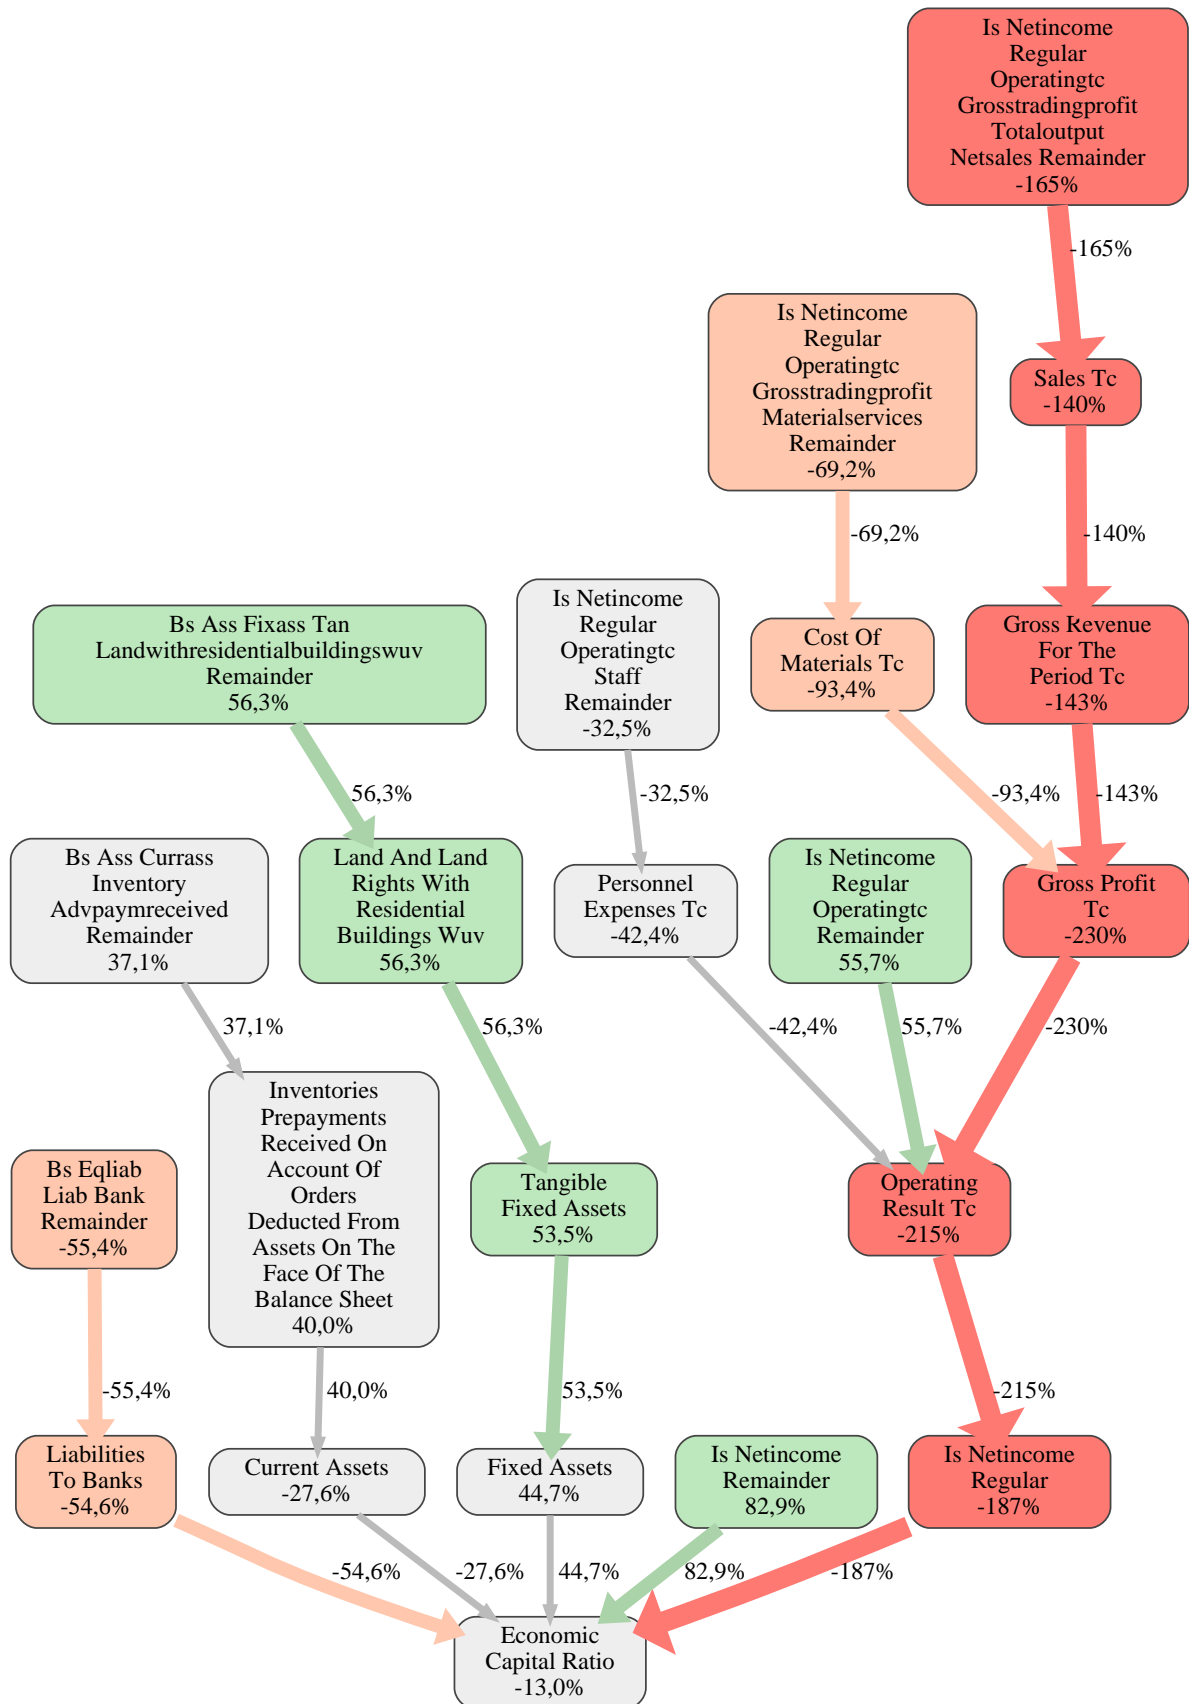 Is Netincome
Regular
Operatingtc
Grosstradingprofit
Totaloutput
Netsales Remainder
-165%
-165%
Is Netincome
Regular
Operatingtc
Grosstradingprofit
Materialservices
Remainder
-69,2%
Sales Tc
-140%
-69,2%
-140%
Bs Ass Fixass Tan
Landwithresidentialbuildingswuv
Remainder
56,3%
Is Netincome
Regular
Operatingtc
Staff
Remainder
-32,5%
Cost Of
Materials Tc
-93,4%
Gross Revenue
For The
Period Tc
-143%
56,3%
-32,5%
-93,4%
-143%
Bs Ass Currass
Inventory
Advpaymreceived
Remainder
37,1%
Land And Land
Rights With
Residential
Buildings Wuv
56,3%
Personnel
Expenses Tc
-42,4%
Is Netincome
Regular
Operatingtc
Remainder
55,7%
Gross Profit
Tc
-230%
37,1%
56,3%
-42,4%
55,7%
-230%
Bs Eqliab
Liab Bank
Remainder
-55,4%
Inventories
Prepayments
Received On
Account Of
Orders
Deducted From
Assets On The
Face Of The
Balance Sheet
40,0%
Tangible
Fixed Assets
53,5%
Operating
Result Tc
-215%
-55,4%
40,0%
53,5%
-215%
Liabilities
To Banks
-54,6%
Current Assets
-27,6%
Fixed Assets
44,7%
Is Netincome
Remainder
82,9%
Is Netincome
Regular
-187%
-54,6%
-27,6%
44,7%
82,9%
-187%
Economic
Capital Ratio
-13,0%